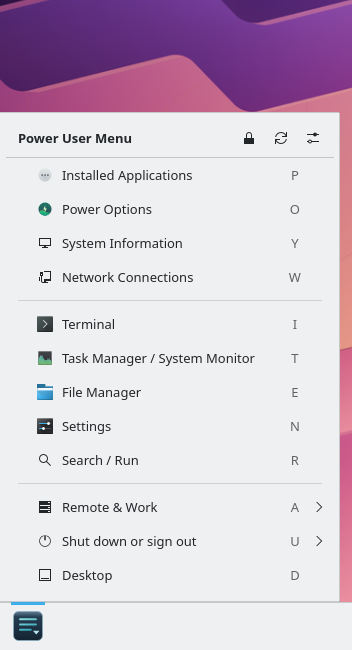 Power User Menu
Installed Applications P
Power Options O
System Information Y
Network Connections W
Terminal I
Task Manager / System Monitor T
File Manager E
Settings N
Search / Run R
Remote & Work A
Shut down or sign out U
Desktop D